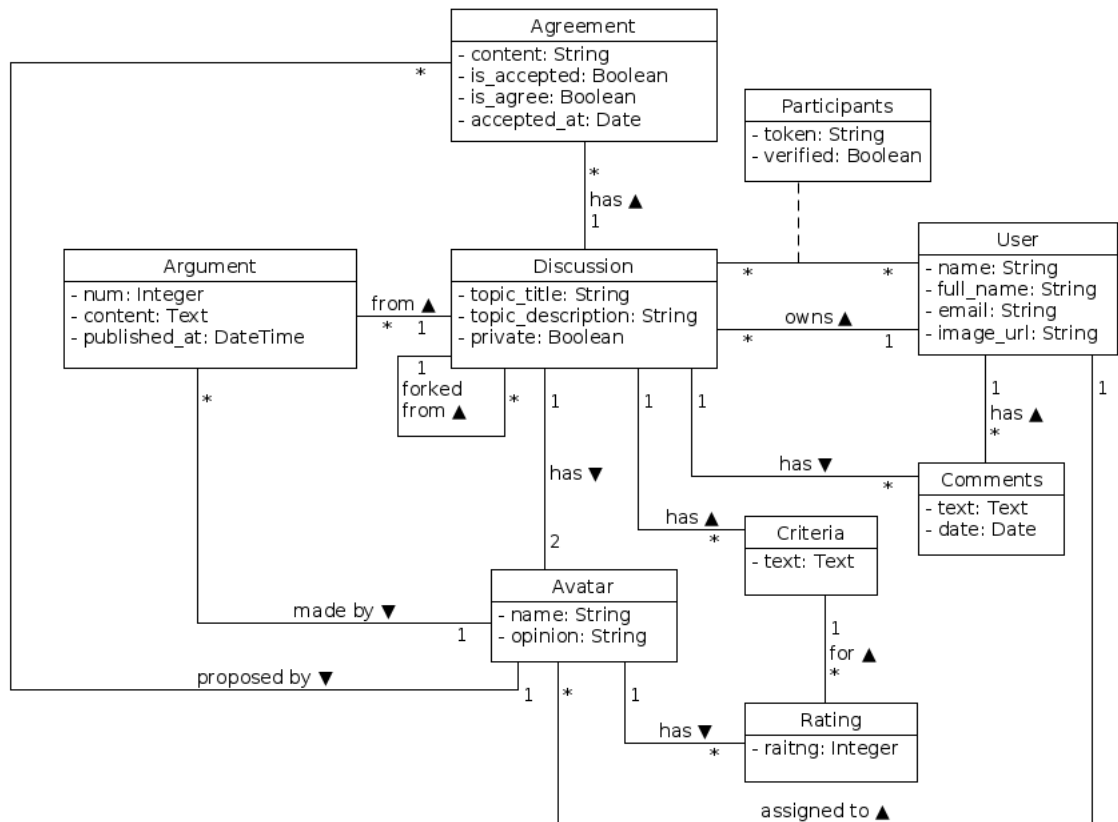 Agreement
- content: String
- is_accepted: Boolean
- is_agree: Boolean
- accepted_at: Date
*
*
has ▲
1
Participants
- token: String
- verified: Boolean
Argument
- num: Integer
- content: Text
- published_at: DateTime
from ▲
* 1
Discussion
- topic_title: String
- topic_description: String
- private: Boolean
* *
owns ▲
* 1
User
- name: String
- full_name: String
- email: String
- image_url: String
1
forked
from ▲
*
*
1
has ▼
2
1
1
1
has ▲
*
1
has ▼
*
Comments
- text: Text
- date: Date
has ▲
*
Criteria
- text: Text
1
for ▲
*
Avatar
- name: String
- opinion: String
made by ▼
1
proposed by ▼
1
*
1
has ▼
*
Rating
- raitng: Integer
assigned to ▲